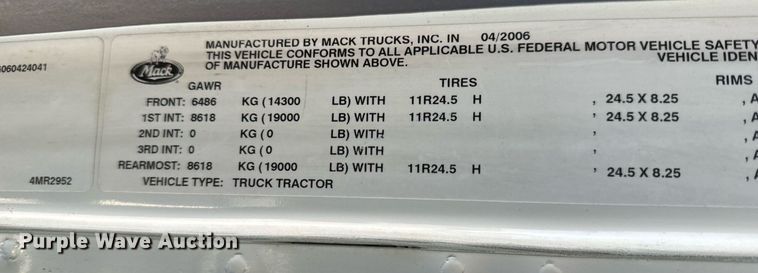 MANUFACTURED BY MACK TRUCKS, INC. IN 04/2006
THIS VEHICLE CONFORMS TO ALL APPLICABLE U.S. FEDERAL MOTOR VEHICLE SAFETY
OF MANUFACTURE SHOWN ABOVE. VEHICLE IDEN
6060424041
Mack
GAWR TIRES RIMS
FRONT: 6486 KG ( 14300 LB) WITH 11R24.5 H , 24.5 X 8.25 , A
1ST INT: 8618 KG ( 19000 LB) WITH 11R24.5 H , 24.5 X 8.25 , A
2ND INT: 0 KG ( 0 LB) WITH , , A
3RD INT: 0 KG ( 0 LB) WITH , , A
REARMOST: 8618 KG ( 19000 LB) WITH 11R24.5 H , 24.5 X 8.25 , A
4MR2952 VEHICLE TYPE: TRUCK TRACTOR
Purple Wave Auction